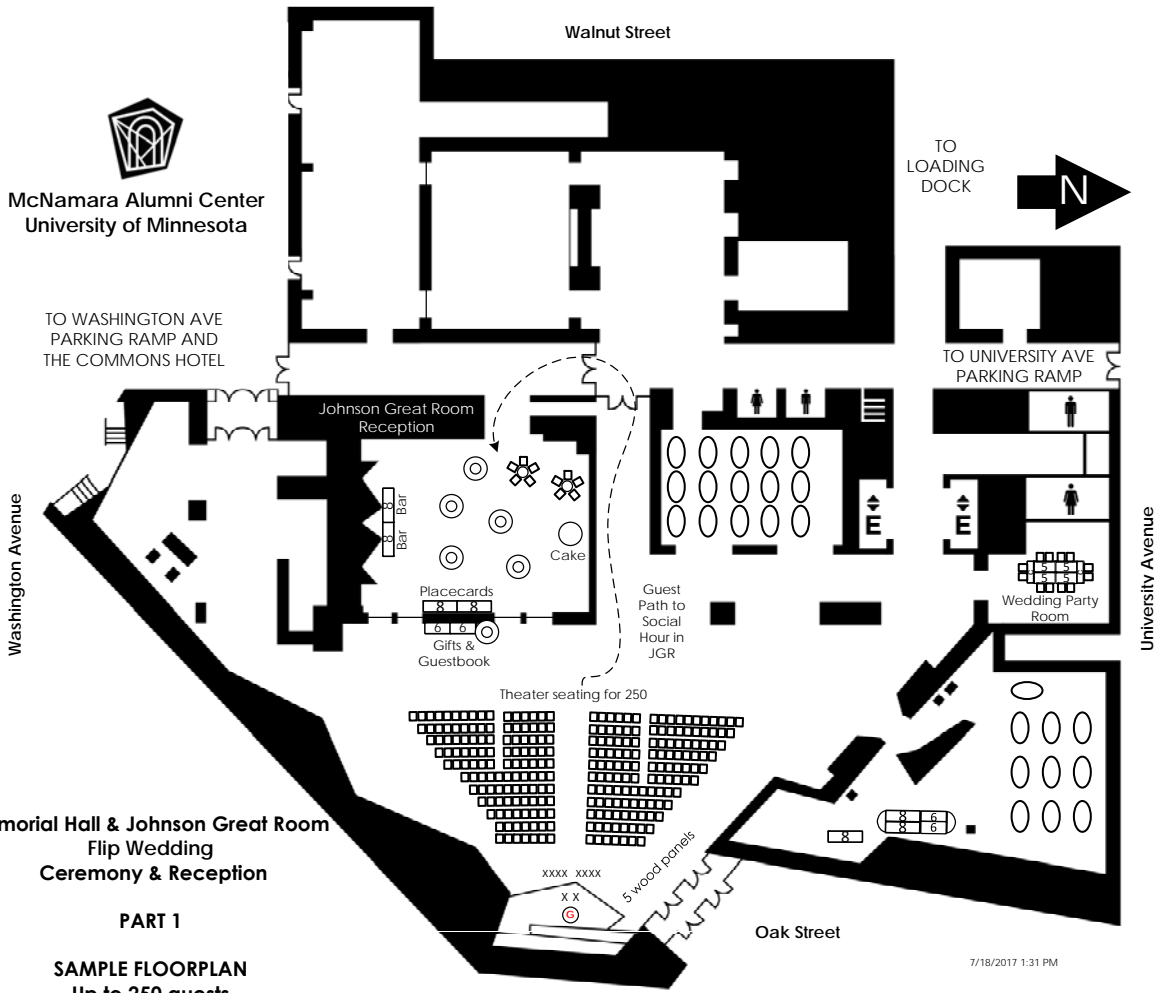 Walnut Street
McNamara Alumni Center
University of Minnesota
TO
LOADING
DOCK
N
TO WASHINGTON AVE
PARKING RAMP AND
THE COMMONS HOTEL
TO UNIVERSITY AVE
PARKING RAMP
Johnson Great Room
Reception
8
Bar
8
Bar
Cake
E
E
Placecards
8 8
6 6
Gifts &
Guestbook
Guest
Path to
Social
Hour in
JGR
5 5
5 5
Wedding Party
Room
Washington Avenue
University Avenue
Theater seating for 250
8 6
8 6
8
5 wood panels
xxxx xxxx
x x
G
morial Hall & Johnson Great Room
Flip Wedding
Ceremony & Reception
PART 1
SAMPLE FLOORPLAN
Up to 250 guests
Oak Street
7/18/2017 1:31 PM